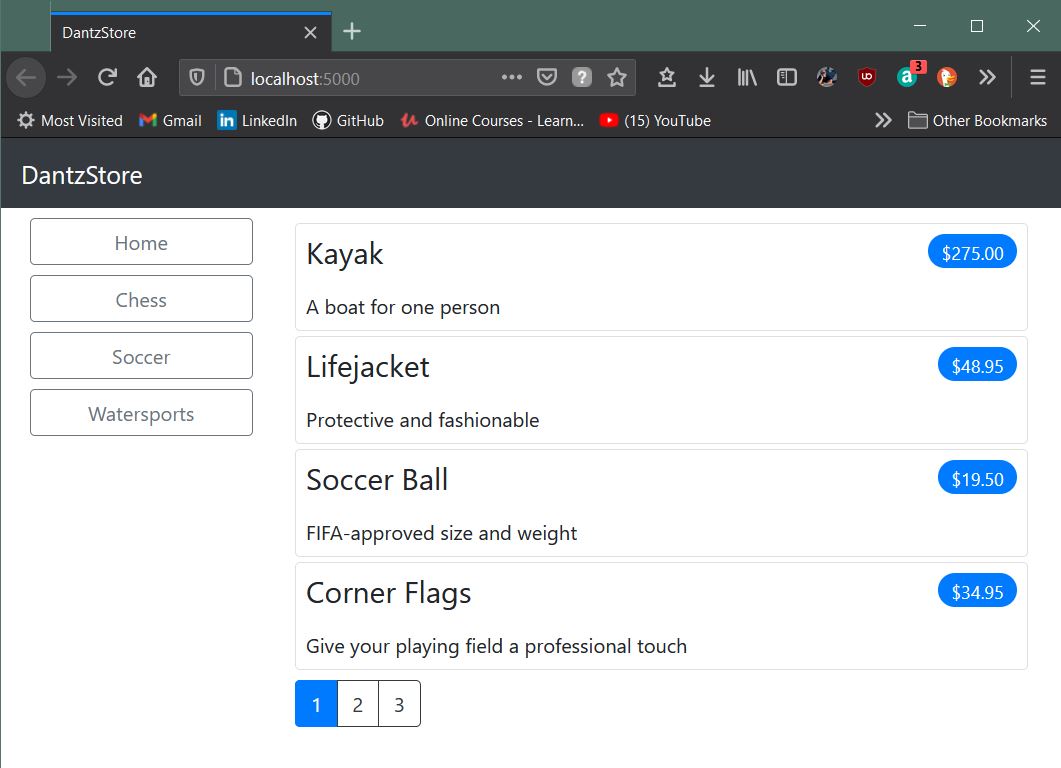 DantzStore
localhost:5000
3
Most Visited Gmail LinkedIn GitHub Online Courses - Learn... (15) YouTube Other Bookmarks
DantzStore
Home
Chess
Soccer
Watersports
Kayak $275.00
A boat for one person
Lifejacket $48.95
Protective and fashionable
Soccer Ball $19.50
FIFA-approved size and weight
Corner Flags $34.95
Give your playing field a professional touch
1 2 3